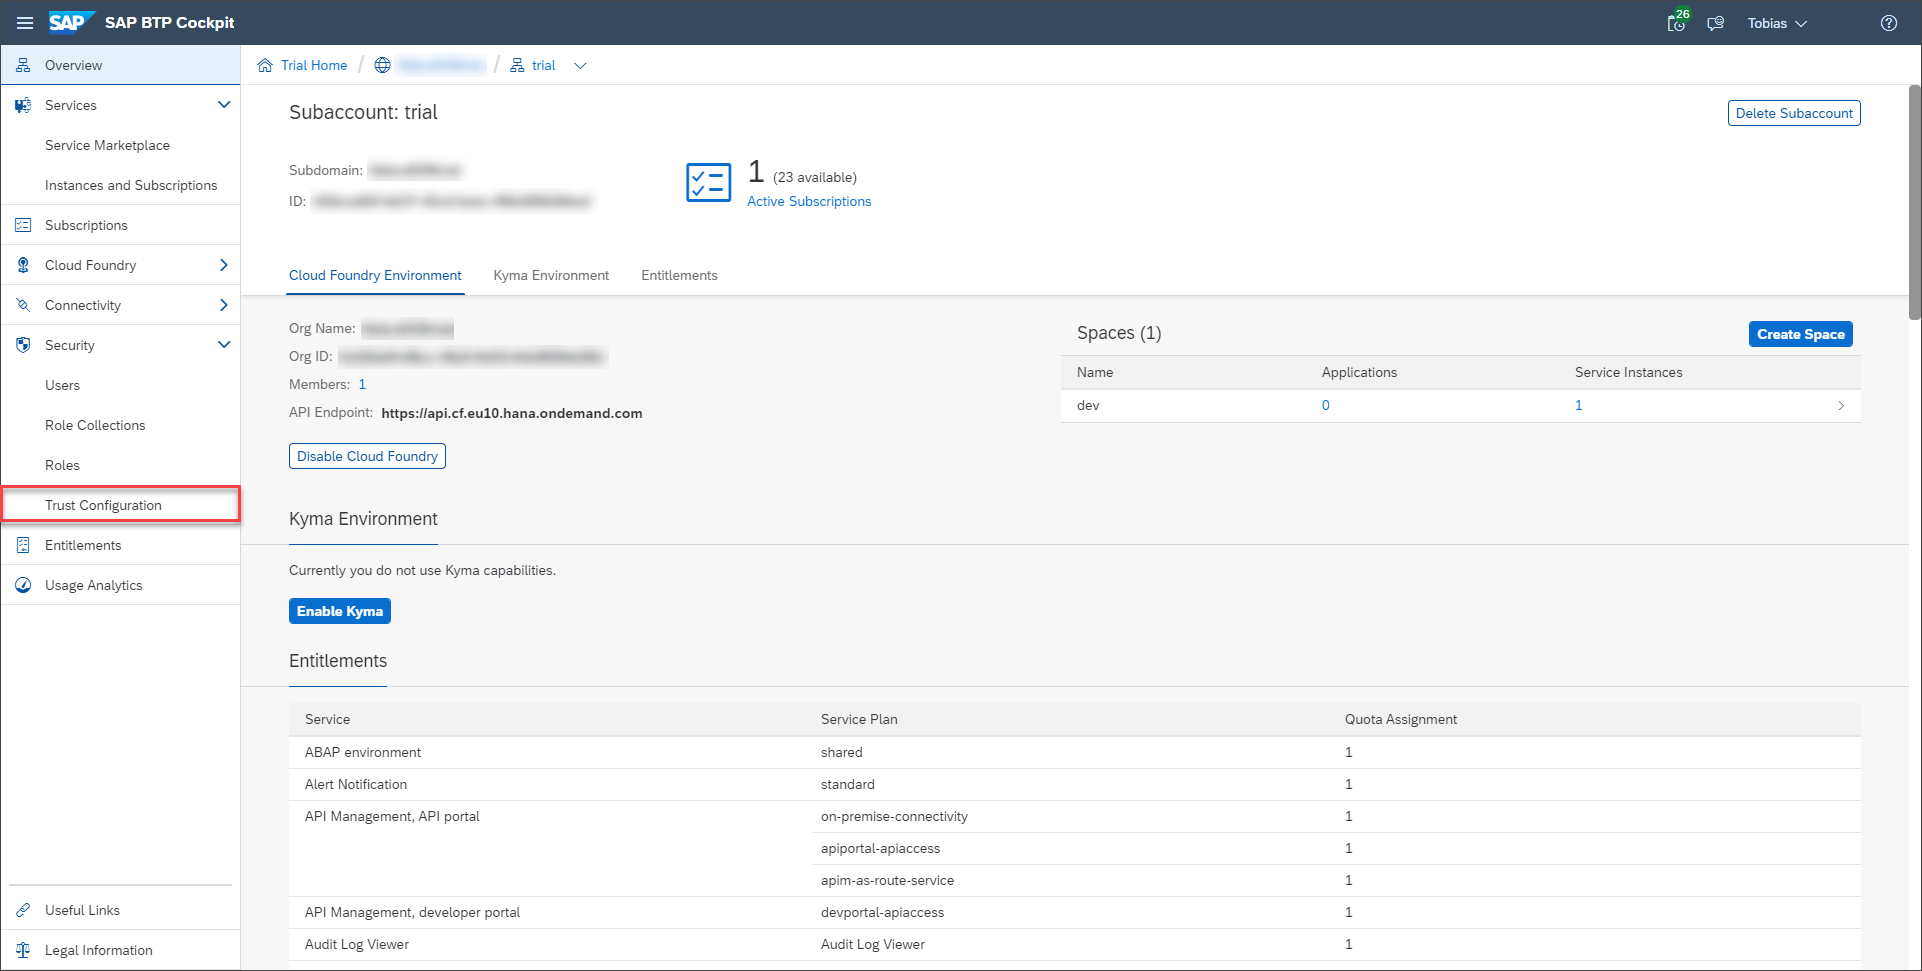 SAP SAP BTP Cockpit
26
Tobias
Overview
Services
Service Marketplace
Instances and Subscriptions
Subscriptions
Cloud Foundry
Connectivity
Security
Users
Role Collections
Roles
Trust Configuration
Entitlements
Usage Analytics
Useful Links
Legal Information
Trial Home / / trial
Subaccount: trial
Delete Subaccount
Subdomain:
ID:
1 (23 available)
Active Subscriptions
Cloud Foundry Environment Kyma Environment Entitlements
Org Name:
Org ID:
Members: 1
API Endpoint: https://api.cf.eu10.hana.ondemand.com
Disable Cloud Foundry
Spaces (1)
Create Space
Name Applications Service Instances
dev 0 1
Kyma Environment
Currently you do not use Kyma capabilities.
Enable Kyma
Entitlements
Service Service Plan Quota Assignment
ABAP environment shared 1
Alert Notification standard 1
API Management, API portal on-premise-connectivity 1
apiportal-apiaccess 1
apim-as-route-service 1
API Management, developer portal devportal-apiaccess 1
Audit Log Viewer Audit Log Viewer 1